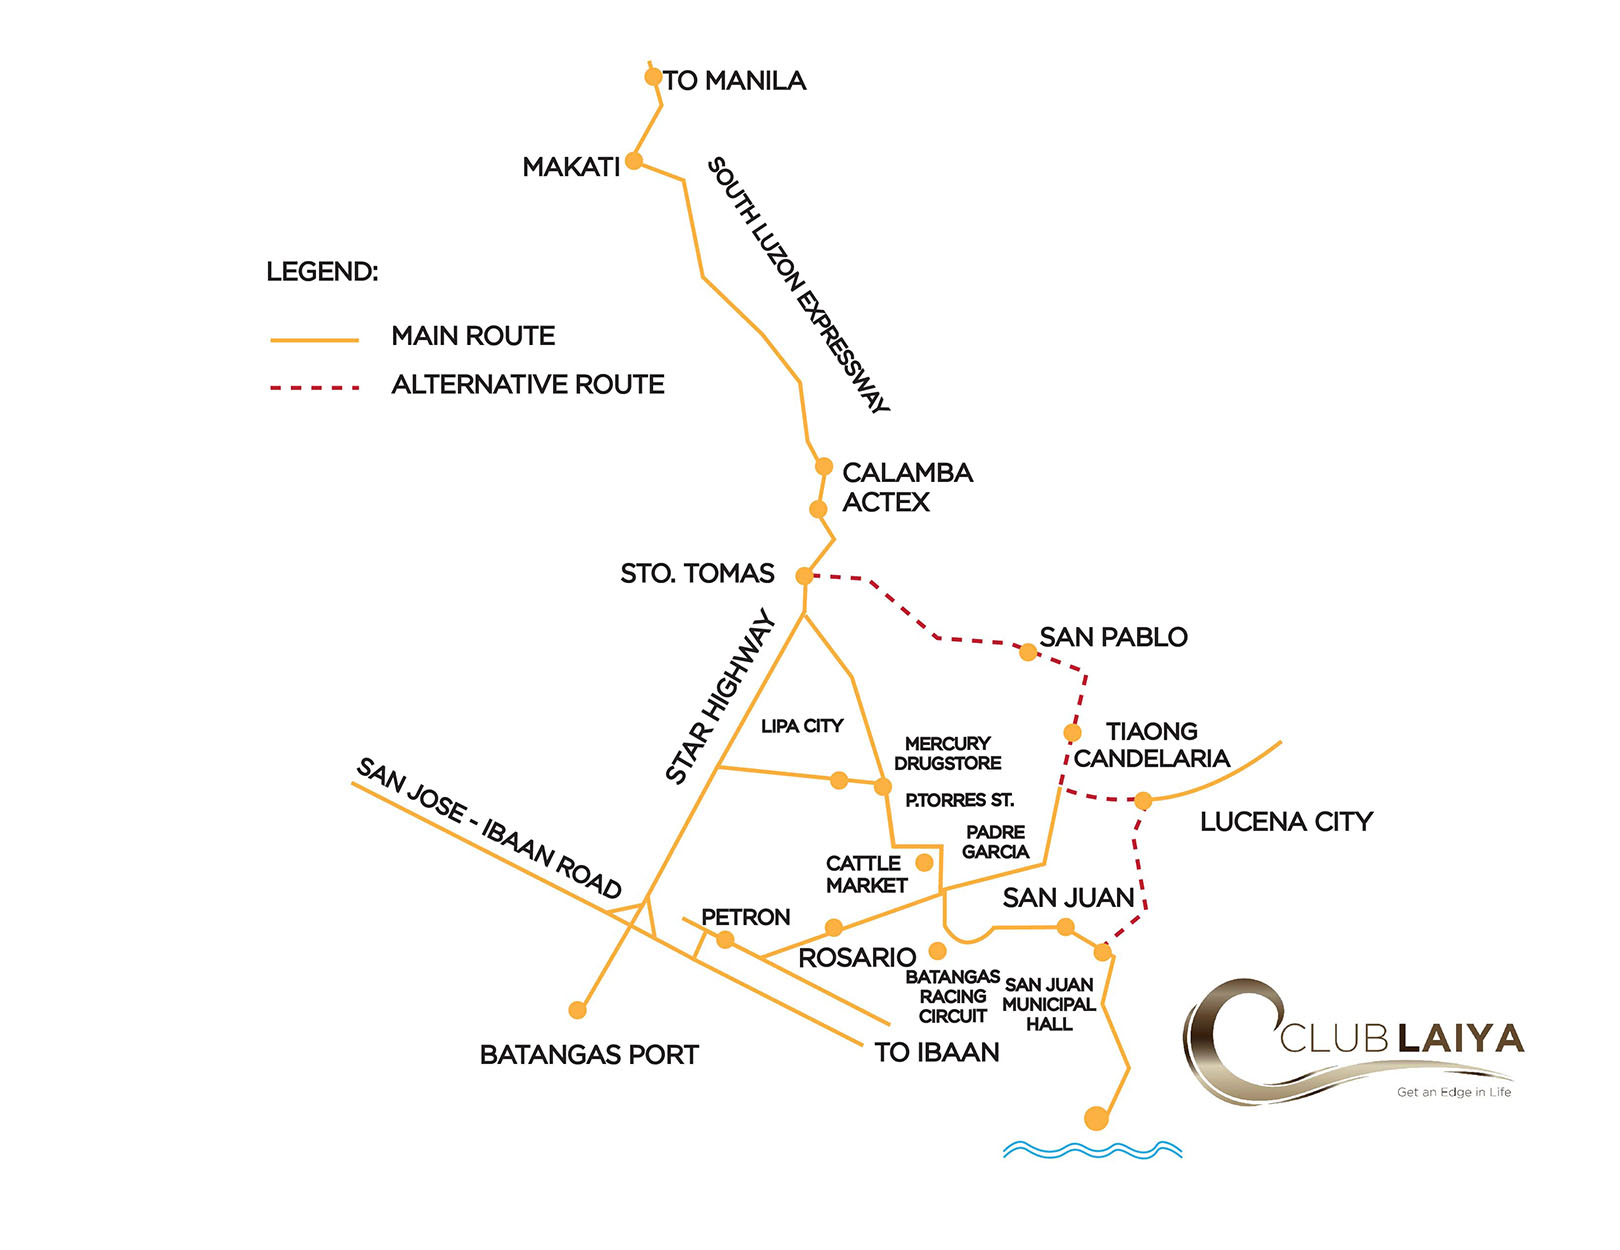 TO MANILA
MAKATI
SOUTH LUZON EXPRESSWAY
LEGEND:
MAIN ROUTE
ALTERNATIVE ROUTE
CALAMBA
ACTEX
STO. TOMAS
SAN PABLO
STAR HIGHWAY
LIPA CITY
MERCURY
DRUGSTORE
TIAONG
CANDELARIA
SAN JOSE - IBAAN ROAD
P.TORRES ST.
LUCENA CITY
PADRE
GARCIA
CATTLE
MARKET
SAN JUAN
PETRON
ROSARIO
BATANGAS
RACING
CIRCUIT
SAN JUAN
MUNICIPAL
HALL
BATANGAS PORT
TO IBAAN
CLUB LAIYA
Get an Edge in Life